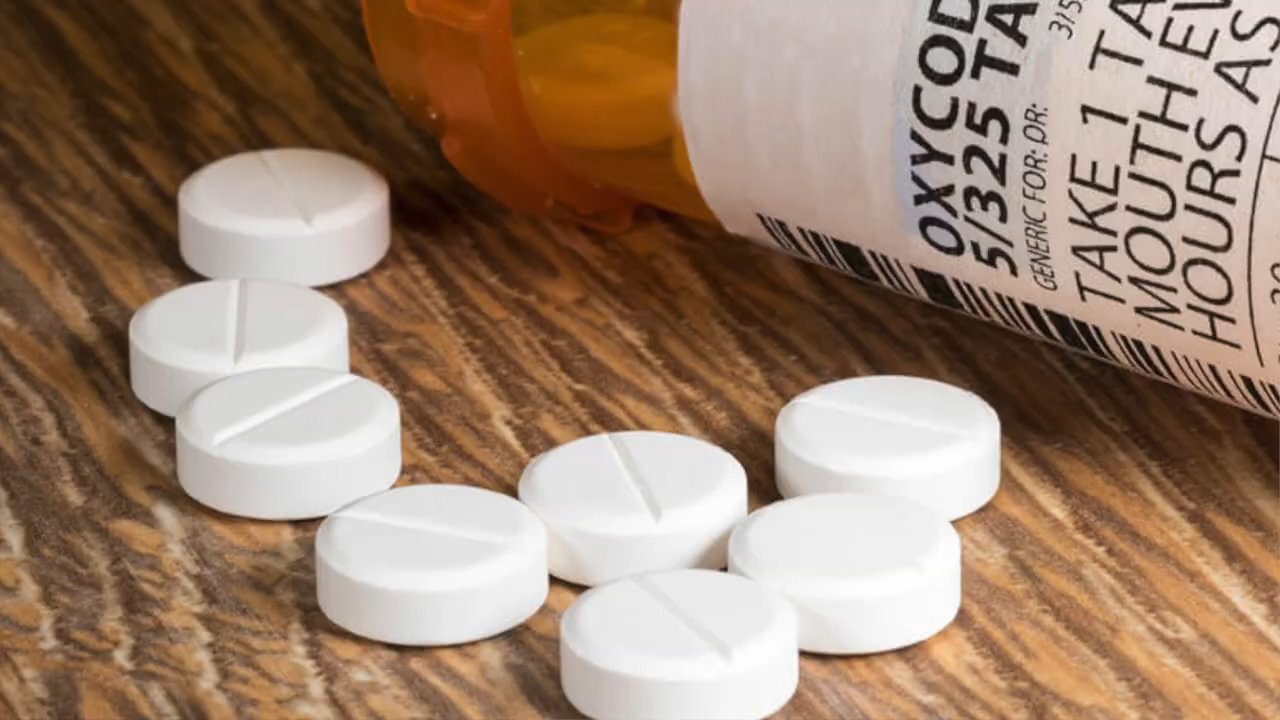 OXYCOD
5/325 TA
GENERIC FOR: DR:
TAKE 1 TA
MOUTH EV
HOURS AS